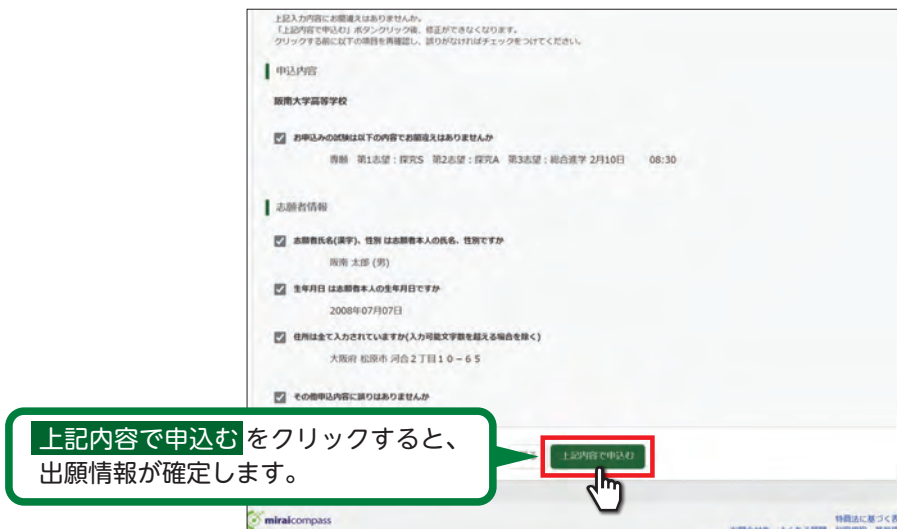 上記入力内容にお間違えはありませんか。
「上記内容で申込む」ボタンクリック後、修正ができなくなります。
クリックする前に以下の項目を再確認し、誤りがなければチェックをつけてください。
申込内容
阪南大学高等学校
お申込みの試験は以下の内容でお間違えはありませんか
専願 第1志望：探究S 第2志望：探究A 第3志望：総合進学 2月10日 08:30
志願者情報
志願者氏名(漢字)、性別 は志願者本人の氏名、性別ですか
阪南 太郎 (男)
生年月日 は志願者本人の生年月日ですか
2008年07月07日
住所は全て入力されていますか(入力可能文字数を超える場合を除く)
大阪府 松原市 河合２丁目１０－６５
その他申込内容に誤りはありませんか
上記内容で申込む をクリックすると、
出願情報が確定します。
上記内容で申込む
miraicompass
特商法に基づく表